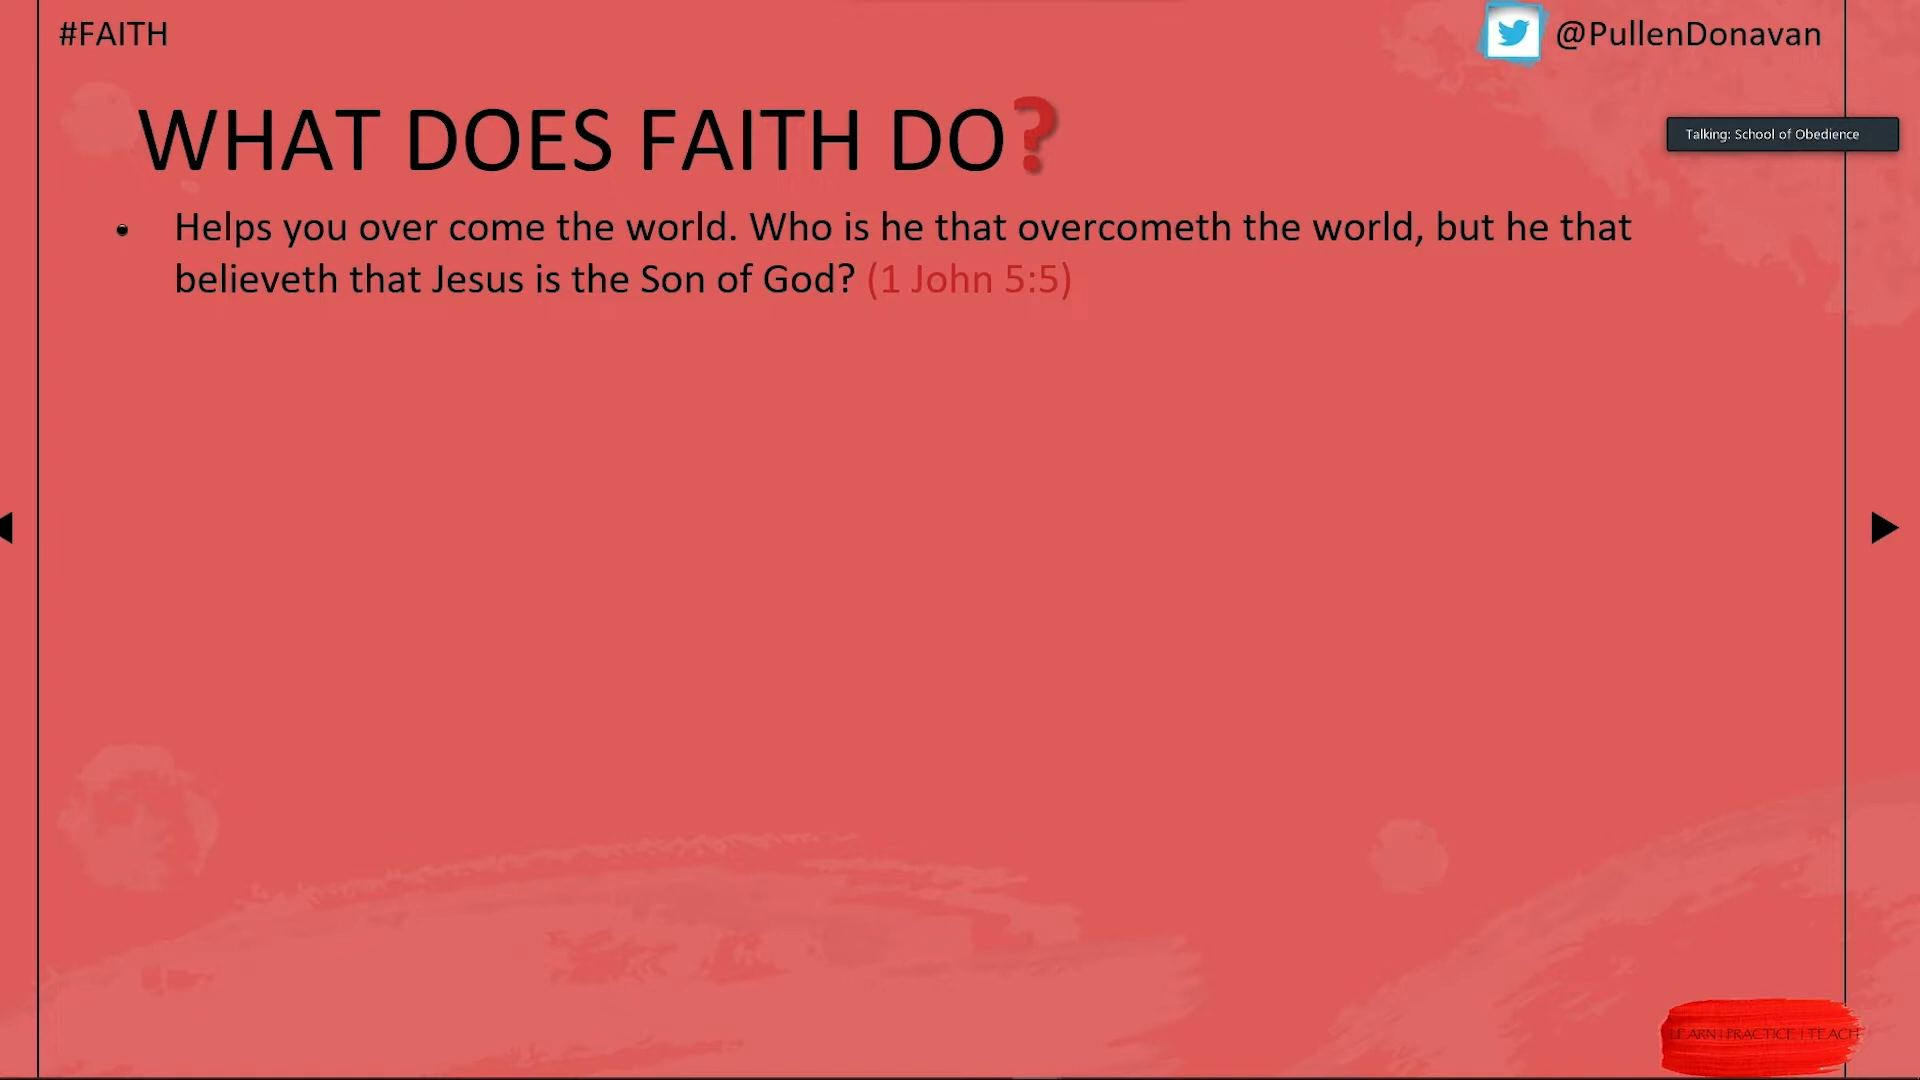 #FAITH
@PullenDonavan
WHAT DOES FAITH DO?
Talking: School of Obedience
• Helps you over come the world. Who is he that overcometh the world, but he that
believeth that Jesus is the Son of God? (1 John 5:5)
LEARN | PRACTICE | TEACH